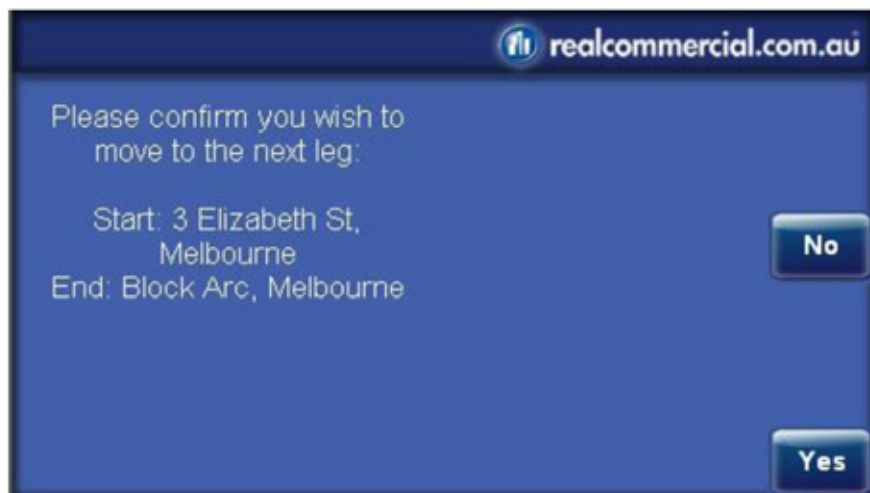 realcommercial.com.au
Please confirm you wish to
move to the next leg:
Start: 3 Elizabeth St,
Melbourne
End: Block Arc, Melbourne
No
Yes